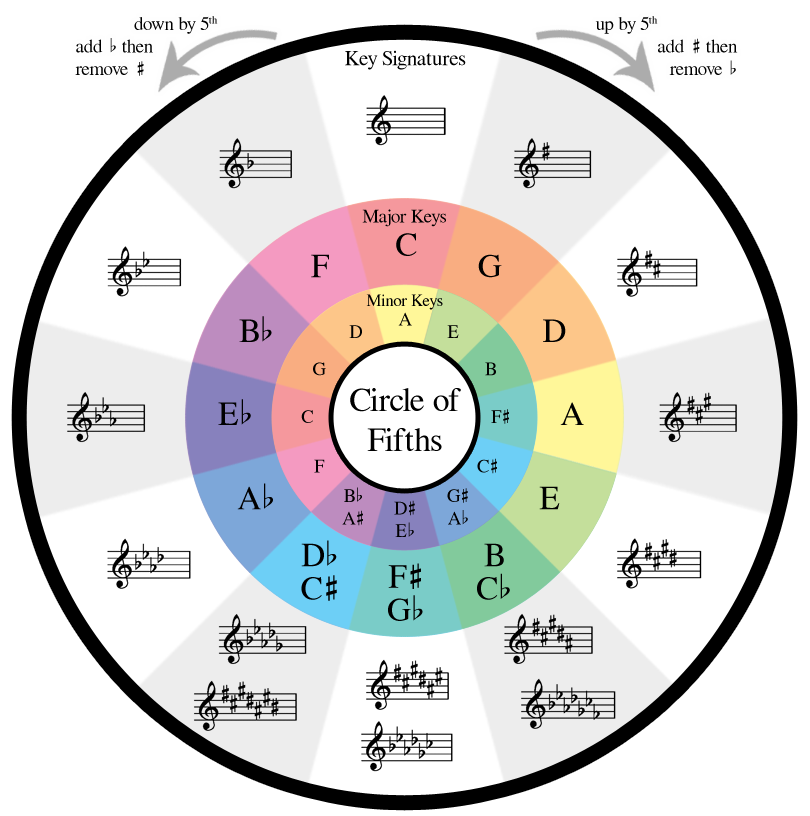 down by 5th
add ♭ then
remove ♯
up by 5th
add ♯ then
remove ♭
Key Signatures
Major Keys
C
G
D
A
E
B
C♭
F♯
G♭
D♭
C♯
A♭
E♭
B♭
F
Minor Keys
A
E
B
F♯
C♯
G♯
A♭
D♯
E♭
B♭
A♯
F
C
G
D
Circle of
Fifths